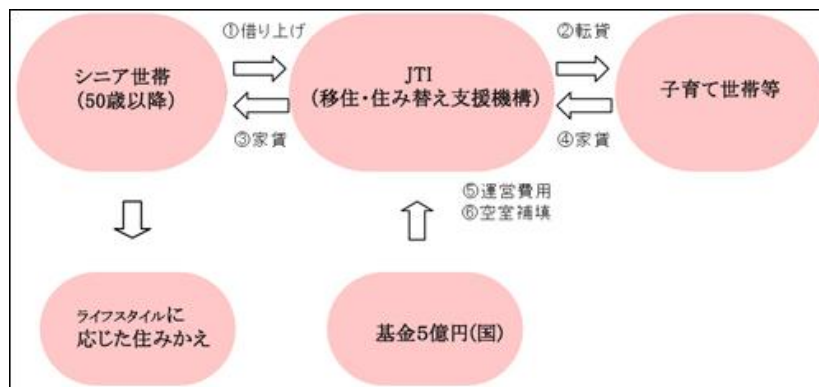 ①借り上げ
②転貸
シニア世帯
(50歳以降)
JTI
(移住・住み替え支援機構)
子育て世帯等
③家賃
④家賃
⑤運営費用
⑥空室補填
ライフスタイルに
応じた住みかえ
基金5億円(国)